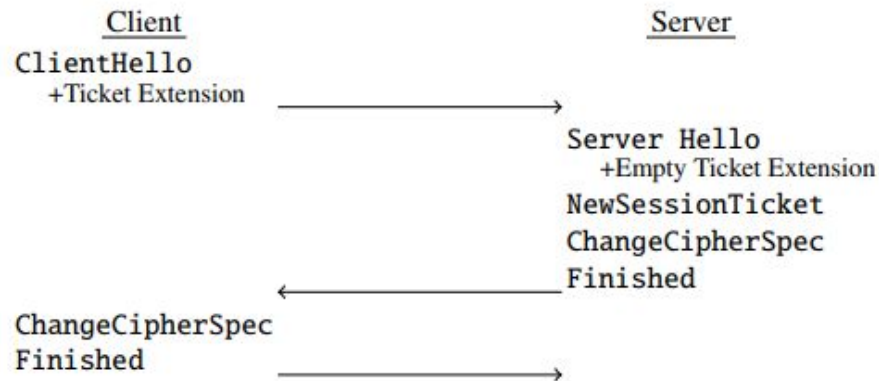 Client Server
ClientHello
+Ticket Extension
Server Hello
+Empty Ticket Extension
NewSessionTicket
ChangeCipherSpec
Finished
ChangeCipherSpec
Finished